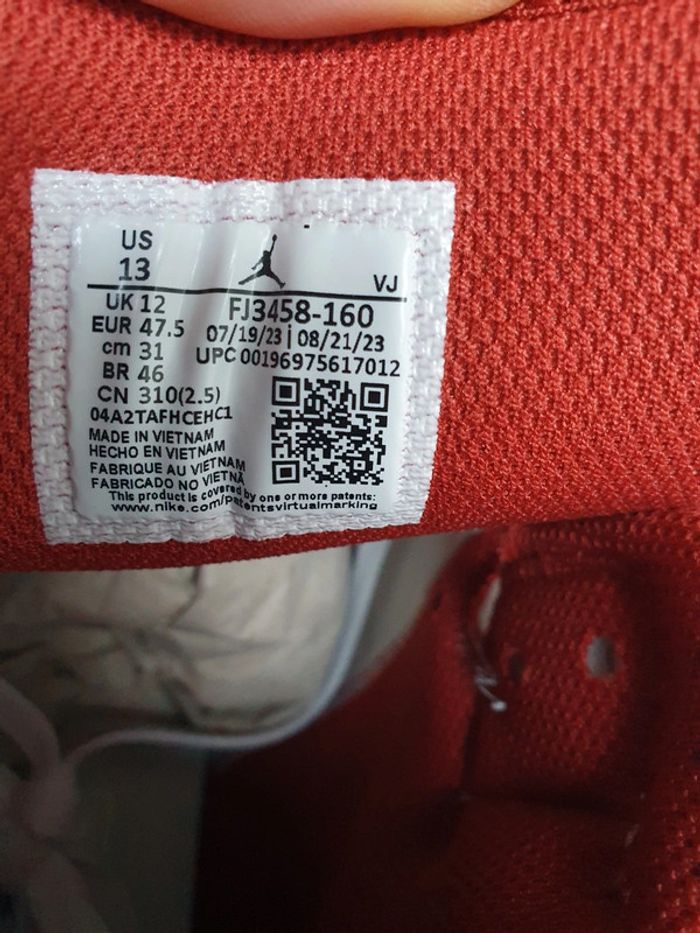 US
13
VJ
UK 12
FJ3458-160
EUR 47.5
07/19/23 | 08/21/23
cm 31
UPC 00196975617012
BR 46
CN 310(2.5)
04A2TAFHCEHC1
MADE IN VIETNAM
HECHO EN VIETNAM
FABRIQUE AU VIETNAM
FABRICADO NO VIETNÃ
This product is covered by one or more patents:
www.nike.com/patentsvirtualmarking